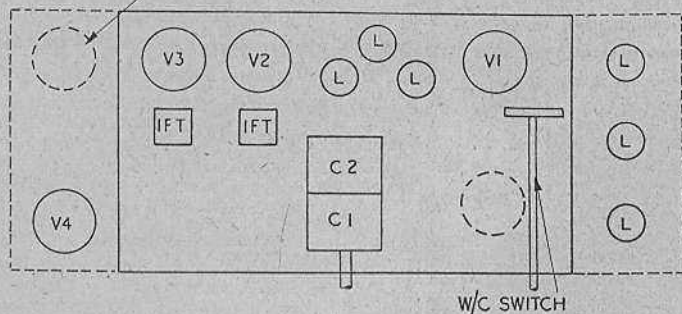 V3 V2 L L L V1 L
IFT IFT L
C2
C1
V4 L
W/C SWITCH